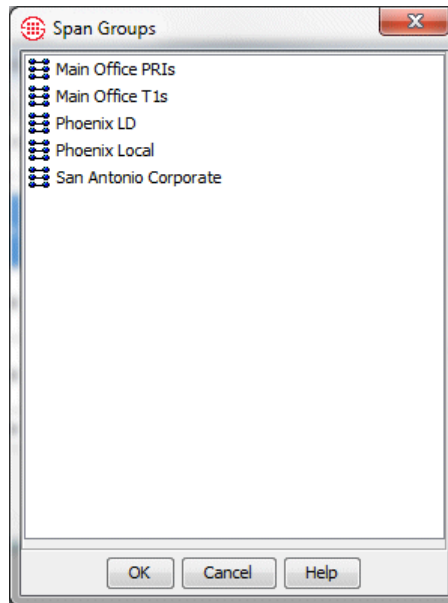 Span Groups
Main Office PRIs
Main Office T1s
Phoenix LD
Phoenix Local
San Antonio Corporate
OK Cancel Help